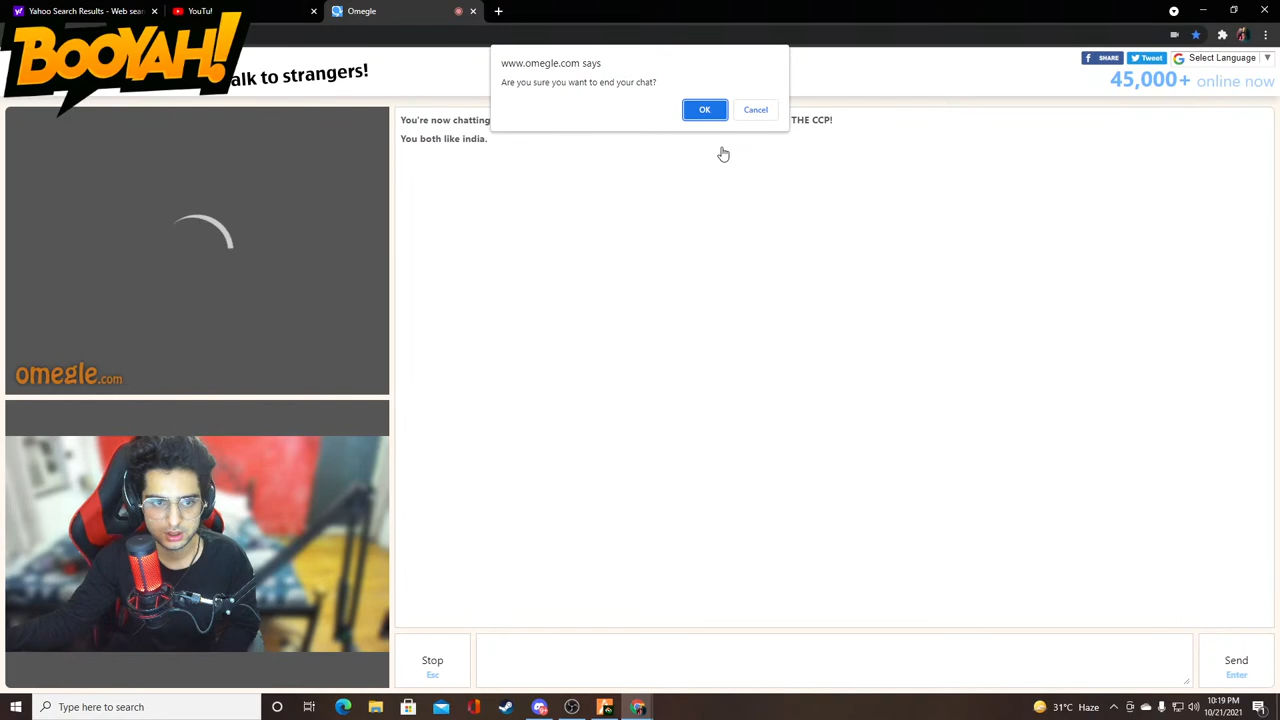 Yahoo Search Results - Web sear
YouTu!
BOOYAH!
alk to strangers!
www.omegle.com says
Are you sure you want to end your chat?
OK
Cancel
SHARE
Tweet
Select Language
45,000+ online now
You're now chatting
THE CCP!
You both like india.
omegle.com
Stop
Esc
Send
Enter
Type here to search
31°C Haze
10:19 PM
10/21/2021